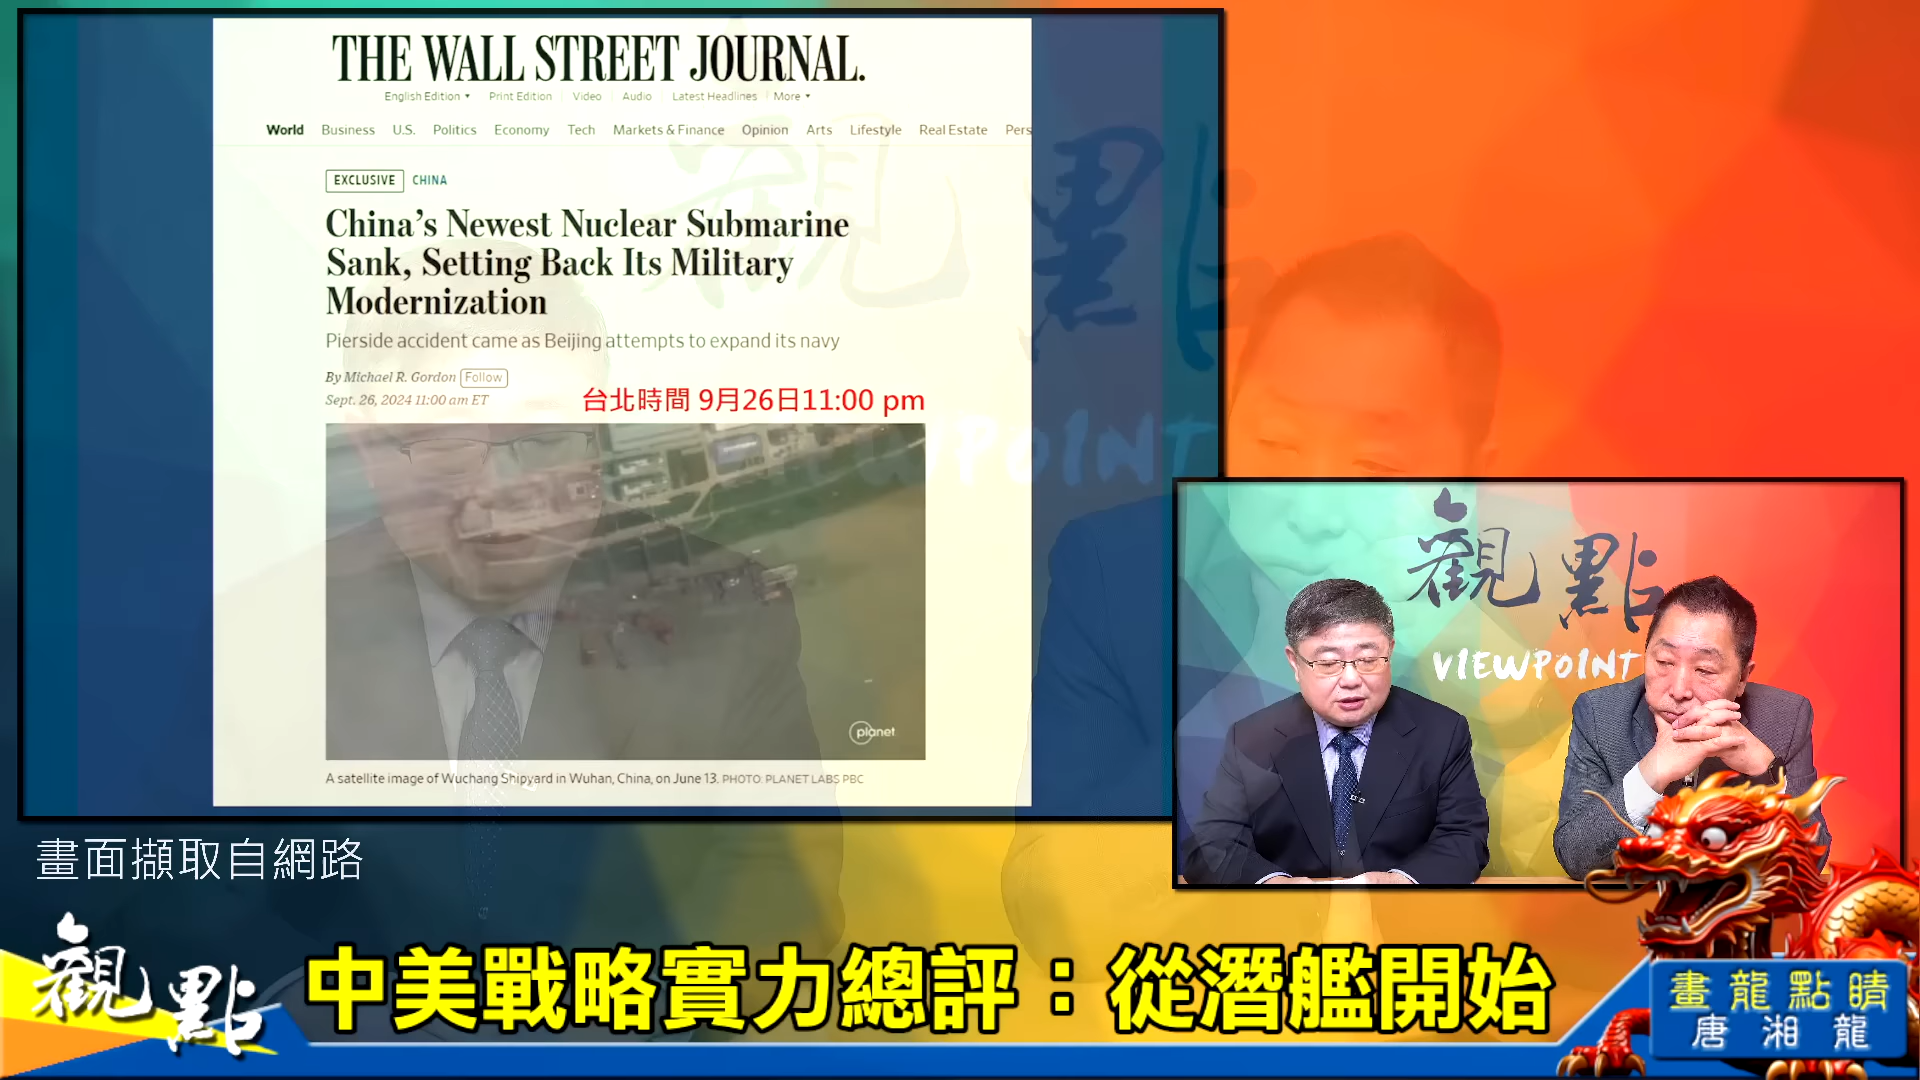 THE WALL STREET JOURNAL.
English Edition Print Edition Video Audio Latest Headlines More
World Business U.S. Politics Economy Tech Markets & Finance Opinion Arts Lifestyle Real Estate Pers
EXCLUSIVE CHINA
China's Newest Nuclear Submarine
Sank, Setting Back Its Military
Modernization
Pierside accident came as Beijing attempts to expand its navy
By Michael R. Gordon Follow
Sept. 26, 2024 11:00 am ET
台北時間 9月26日11:00 pm
planet
A satellite image of Wuchang Shipyard in Wuhan, China, on June 13. PHOTO: PLANET LABS PBC
觀點
VIEWPOINT
觀點
VIEWPOINT
畫面擷取自網路
觀點
中美戰略實力總評：從潛艦開始
畫龍點睛
唐湘龍